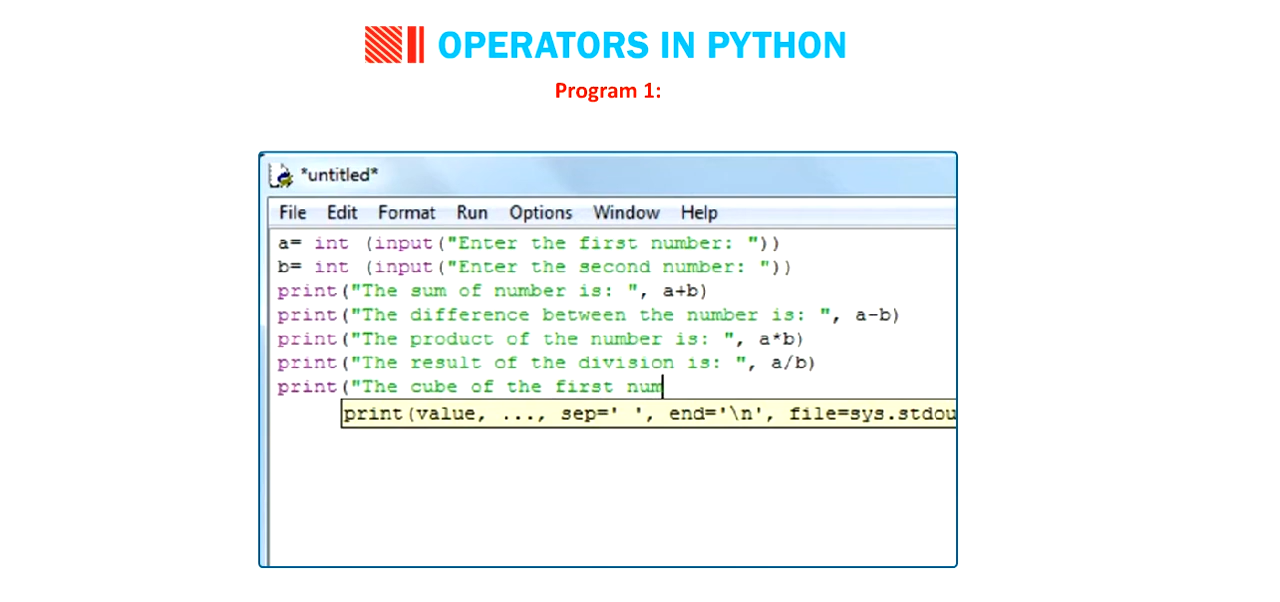 OPERATORS IN PYTHON
Program 1:
*untitled*
File Edit Format Run Options Window Help
a= int (input("Enter the first number: "))
b= int (input("Enter the second number: "))
print("The sum of number is: ", a+b)
print("The difference between the number is: ", a-b)
print("The product of the number is: ", a*b)
print("The result of the division is: ", a/b)
print("The cube of the first num
print(value, ..., sep=' ', end='\n', file=sys.stdou